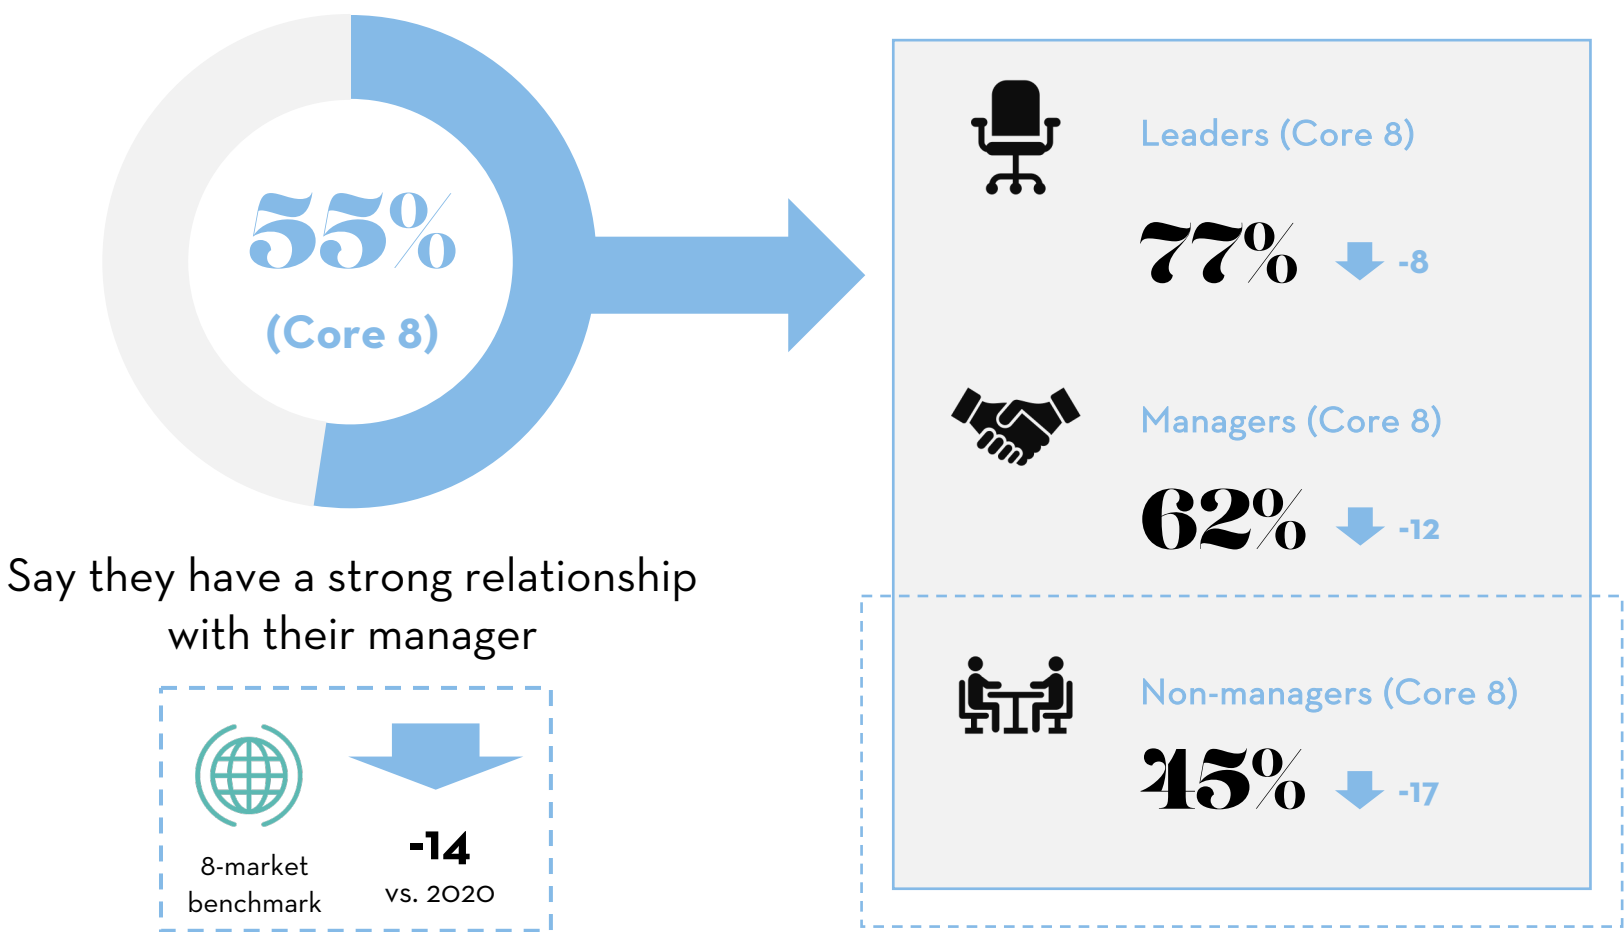 55%
(Core 8)
Say they have a strong relationship
with their manager
8-market
benchmark
-14
vs. 2020
Leaders (Core 8)
77%
-8
Managers (Core 8)
62%
-12
Non-managers (Core 8)
45%
-17